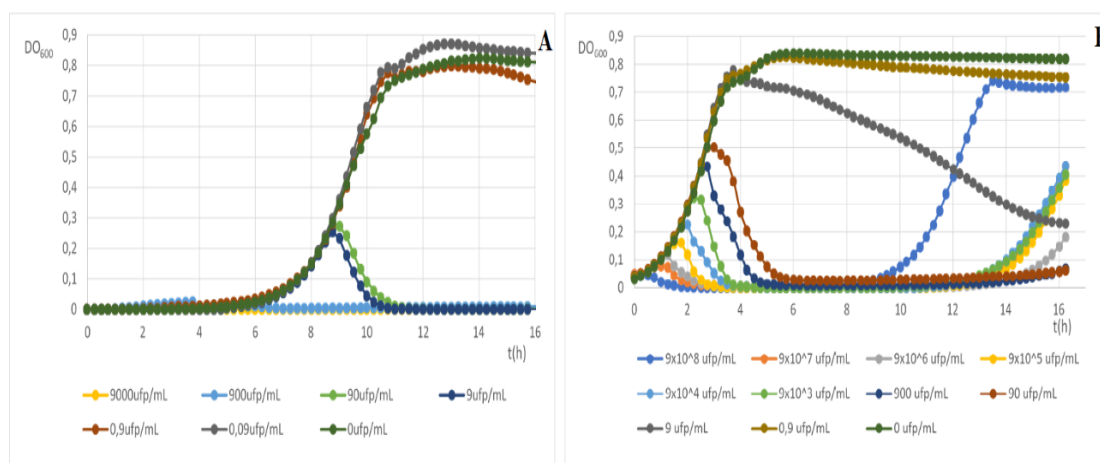 A
DO600
0,9
0,8
0,7
0,6
0,5
0,4
0,3
0,2
0,1
0
0 2 4 6 8 10 12 14 16
t(h)
9000ufp/mL 900ufp/mL 90ufp/mL 9ufp/mL
0,9ufp/mL 0,09ufp/mL 0ufp/mL
DO600
0,9
0,8
0,7
0,6
0,5
0,4
0,3
0,2
0,1
0
0 2 4 6 8 10 12 14 16
t(h)
9x10^8 ufp/mL 9x10^7 ufp/mL 9x10^6 ufp/mL 9x10^5 ufp/mL
9x10^4 ufp/mL 9x10^3 ufp/mL 900 ufp/mL 90 ufp/mL
9 ufp/mL 0,9 ufp/mL 0 ufp/mL